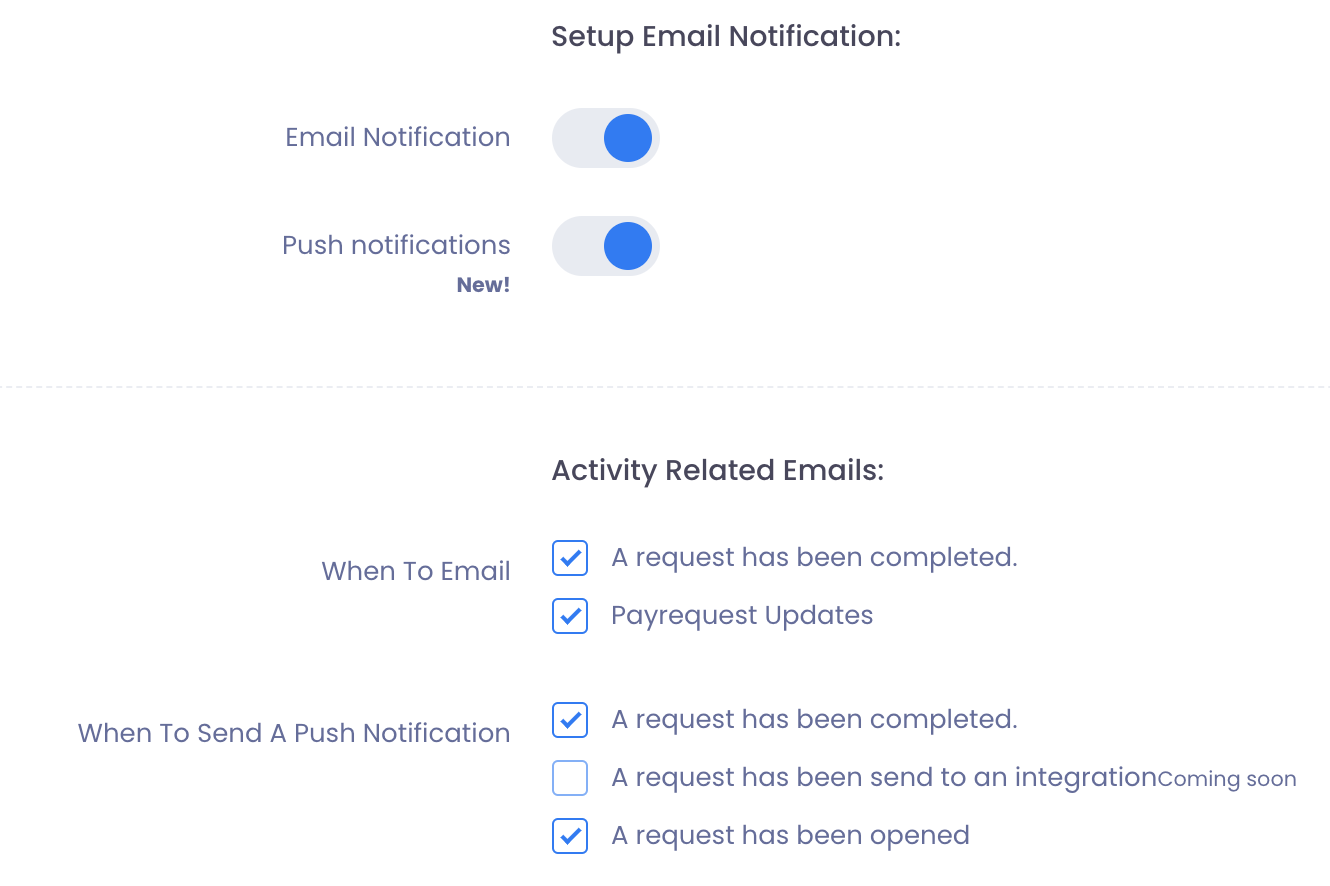 Setup Email Notification:
Email Notification
Push notifications
New!
Activity Related Emails:
When To Email
A request has been completed.
Payrequest Updates
When To Send A Push Notification
A request has been completed.
A request has been send to an integrationComing soon
A request has been opened